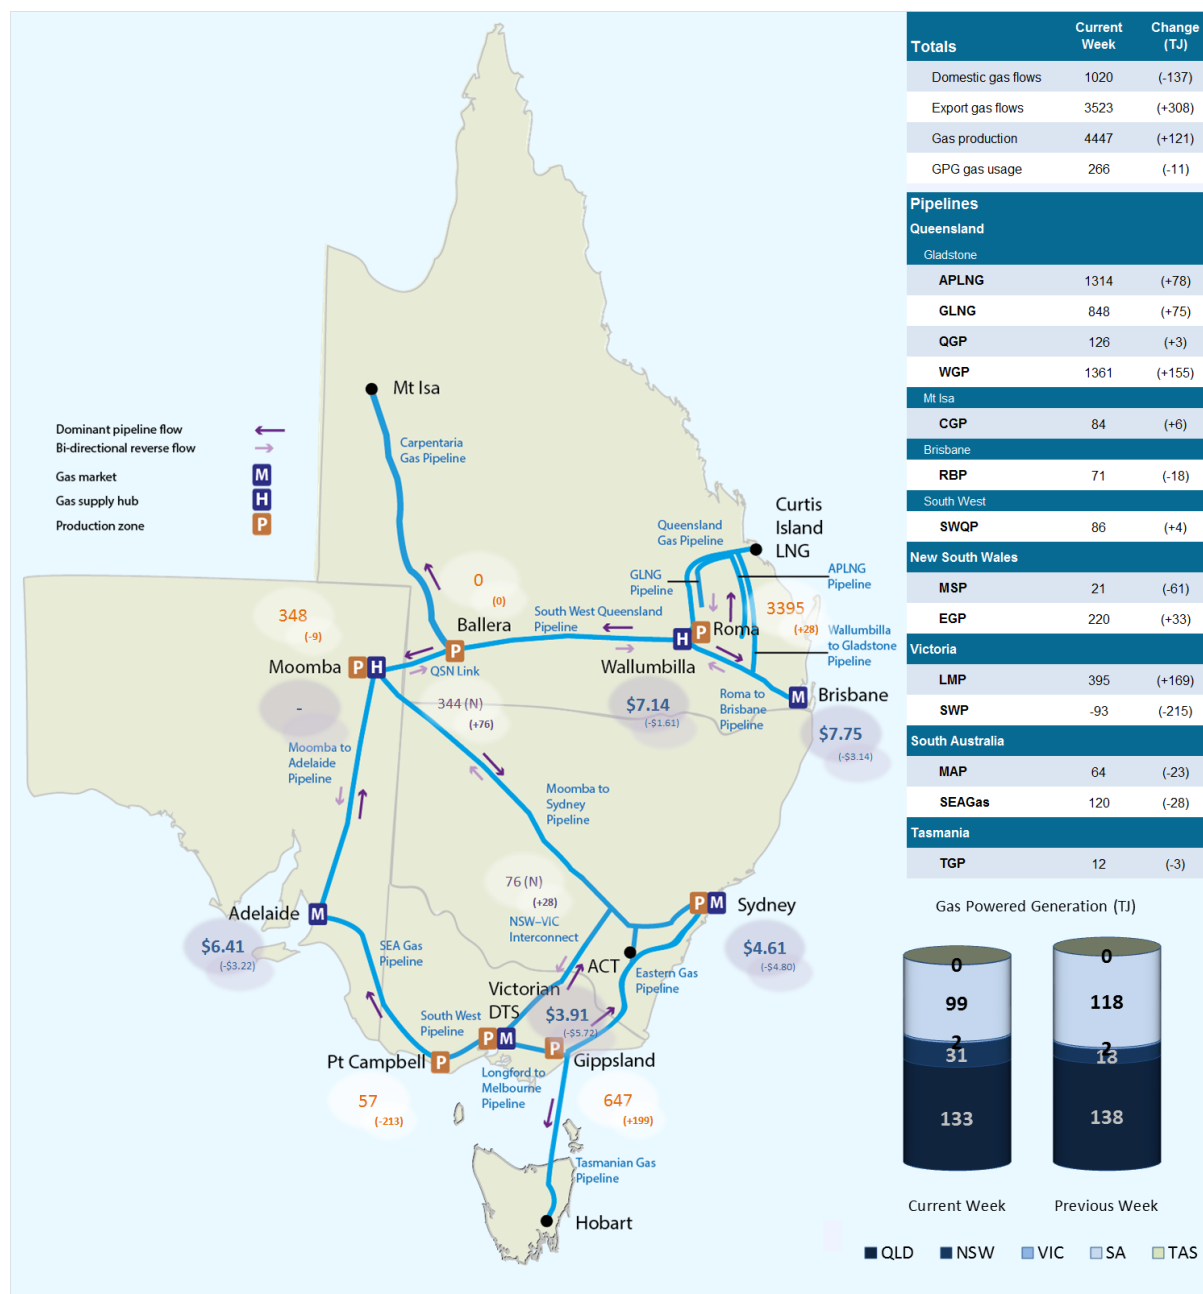 Totals Current Week Change (TJ)
Domestic gas flows 1020 (-137)
Export gas flows 3523 (+308)
Gas production 4447 (+121)
GPG gas usage 266 (-11)
Pipelines
Queensland
Gladstone
APLNG 1314 (+78)
GLNG 848 (+75)
QGP 126 (+3)
WGP 1361 (+155)
Mt Isa
CGP 84 (+6)
Brisbane
RBP 71 (-18)
South West
SWQP 86 (+4)
New South Wales
MSP 21 (-61)
EGP 220 (+33)
Victoria
LMP 395 (+169)
SWP -93 (-215)
South Australia
MAP 64 (-23)
SEAGas 120 (-28)
Tasmania
TGP 12 (-3)
Dominant pipeline flow
Bi-directional reverse flow
Gas market M
Gas supply hub H
Production zone P
Mt Isa
Carpentaria
Gas Pipeline
Curtis
Island
LNG
Queensland
Gas Pipeline
GLNG
Pipeline
APLNG
Pipeline
0
(0)
348
(-9)
Ballera
P
South West Queensland
Pipeline
H P Roma
3395
(+28)
Wallumbilla
to Gladstone
Pipeline
Moomba P H
QSN Link
Wallumbilla
-
344 (N)
(+76)
$7.14
(-$1.61)
Roma to
Brisbane
Pipeline
M Brisbane
$7.75
(-$3.14)
Moomba to
Adelaide
Pipeline
Moomba to
Sydney
Pipeline
76 (N)
(+28)
NSW-VIC
Interconnect
Adelaide M
$6.41
(-$3.22)
P M Sydney
$4.61
(-$4.80)
SEA Gas
Pipeline
ACT
Eastern Gas
Pipeline
Victorian
DTS
$3.91
(-$5.72)
South West
Pipeline
P M
P
Pt Campbell P
Gippsland
Longford to
Melbourne
Pipeline
57
(-213)
647
(+199)
Tasmanian Gas
Pipeline
Hobart
Gas Powered Generation (TJ)
0
99
2
31
133
0
118
2
13
138
Current Week Previous Week
QLD NSW VIC SA TAS